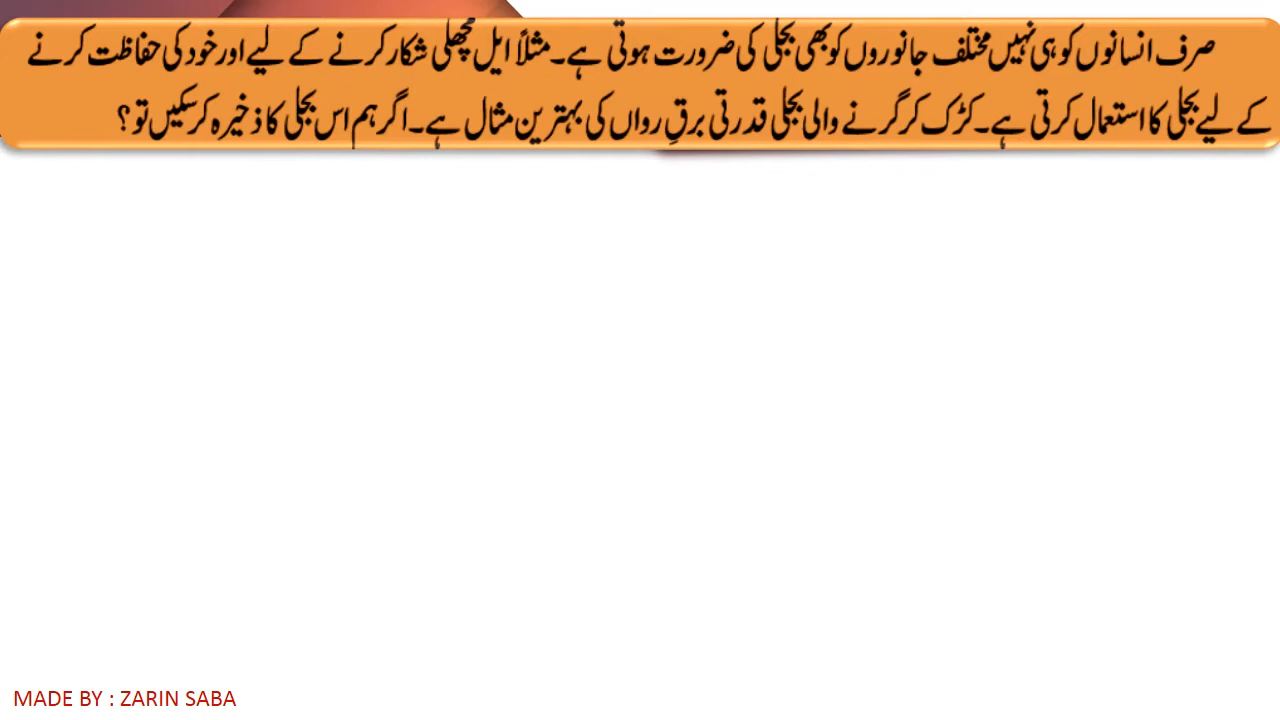 صرف انسانوں کو ہی نہیں مختلف جانوروں کو بھی بجلی کی ضرورت ہوتی ہے۔ مثلاً ایل مچھلی شکار کرنے کے لیے اور خود کی حفاظت کرنے
کے لیے بجلی کا استعمال کرتی ہے۔ کڑک کر گرنے والی بجلی قدرتی برقِ رواں کی بہترین مثال ہے۔ اگر ہم اس بجلی کا ذخیرہ کر سکیں تو ؟
MADE BY : ZARIN SABA